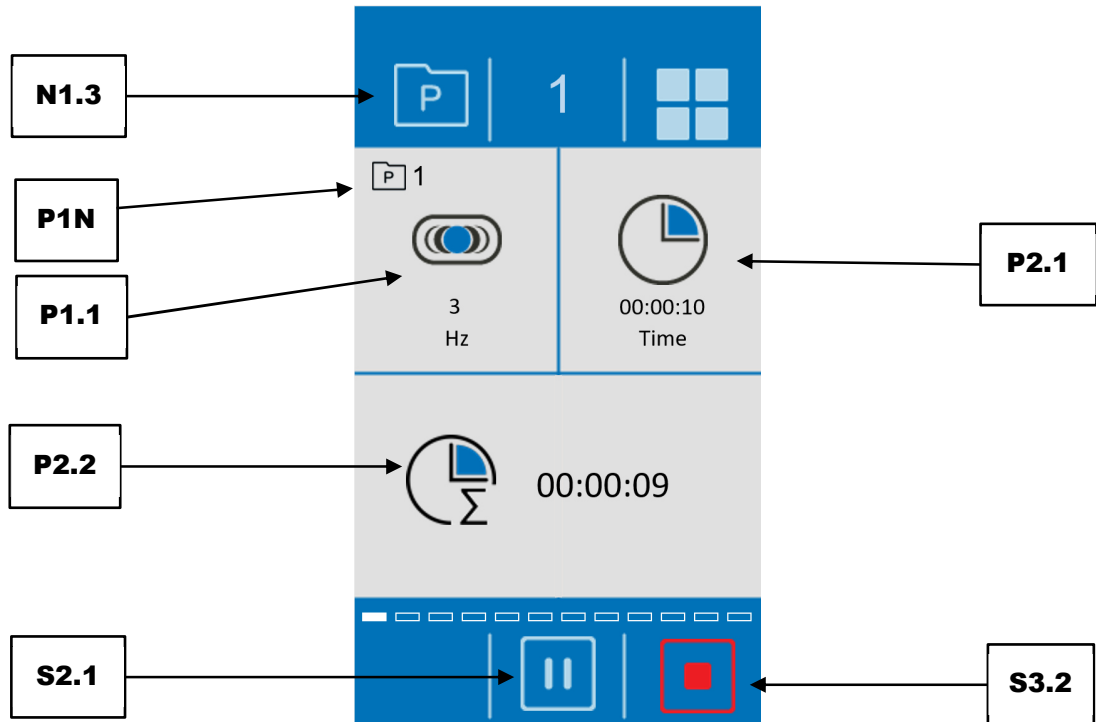 N1.3
P 1
P1N
P 1
P1.1
P2.1
3
Hz
00:00:10
Time
P2.2
Σ 00:00:09
S2.1
S3.2